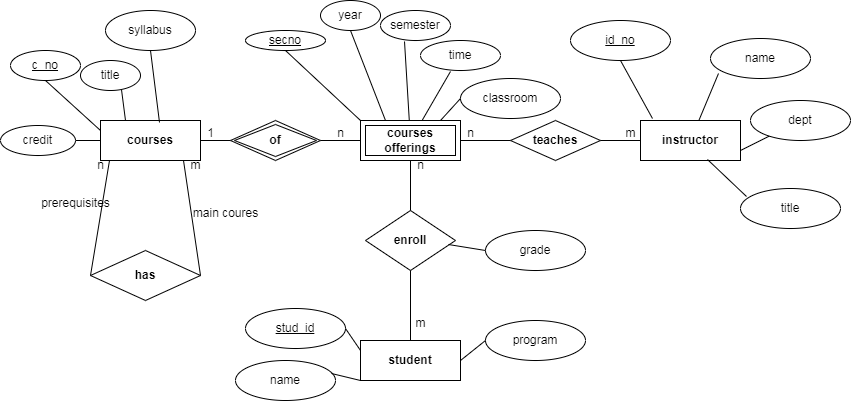 year
semester
syllabus
secno
time
id_no
name
c_no
title
classroom
dept
credit
courses
1
of
n
courses
offerings
n
teaches
m
instructor
n
m
n
prerequisites
main coures
title
has
enroll
grade
m
stud_id
student
program
name